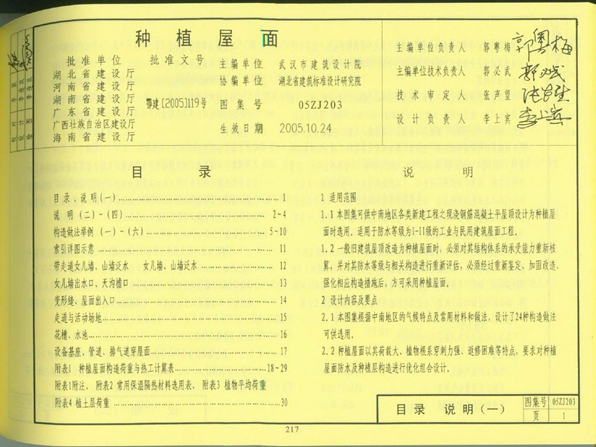 种植屋面
批准单位 批准文号
湖北省建设厅
河南省建设厅
湖南省建设厅 鄂建[2005]119号
广东省建设厅
广西壮族自治区建设厅
海南省建设厅
主编单位 武汉市建筑设计院
协编单位 湖北省建筑标准设计研究院
图集号 05ZJ203
生效日期 2005.10.24
主编单位负责人 郭粤梅
主编单位技术负责人 郗必武
技术审定人 张声望
设计负责人 李上宾
目录
目录、说明(一) 1
说明(二)-(四) 2-4
构造做法举例(一)-(六) 5-10
索引详图示意 11
带走道女儿墙、山墙泛水 女儿墙、山墙泛水 12
女儿墙出水口、天沟檐口 13
变形缝、屋面出入口 14
走道与活动场地 15
花槽、水池 16
设备基座、管道、排气道穿屋面 17
附表1 种植屋面构造荷重与热工计算表 18-29
附表1附注、附表2常用保温隔热材料选用表、附表3植物平均荷重
附表4植土层荷重 30
说明
1 适用范围
1.1 本图集可供中南地区各类新建工程之现浇钢筋混凝土平屋顶设计为种植屋
面时选用。适用于防水等级为I-II级的工业与民用建筑屋面工程。
1.2 一般旧建筑屋顶改造为种植屋面时，必须对其结构体系的承受能力重新核
算，并对其防水等级与相关构造进行重新评估，必须经过重新鉴定、加固改造、
强化相应构造措施后，方可采用种植屋面。
2 设计内容及要点
2.1 本图集根据中南地区的气候特点及常用材料和做法，设计了24种构造做法
可供选用。
2.2 种植屋面以其荷载大、植物根系穿刺力强、返修困难等特点，要求对种植
屋面防水及种植层构造进行优化组合设计。
目录 说明(一)
图集号 05ZJ203
页 1
217